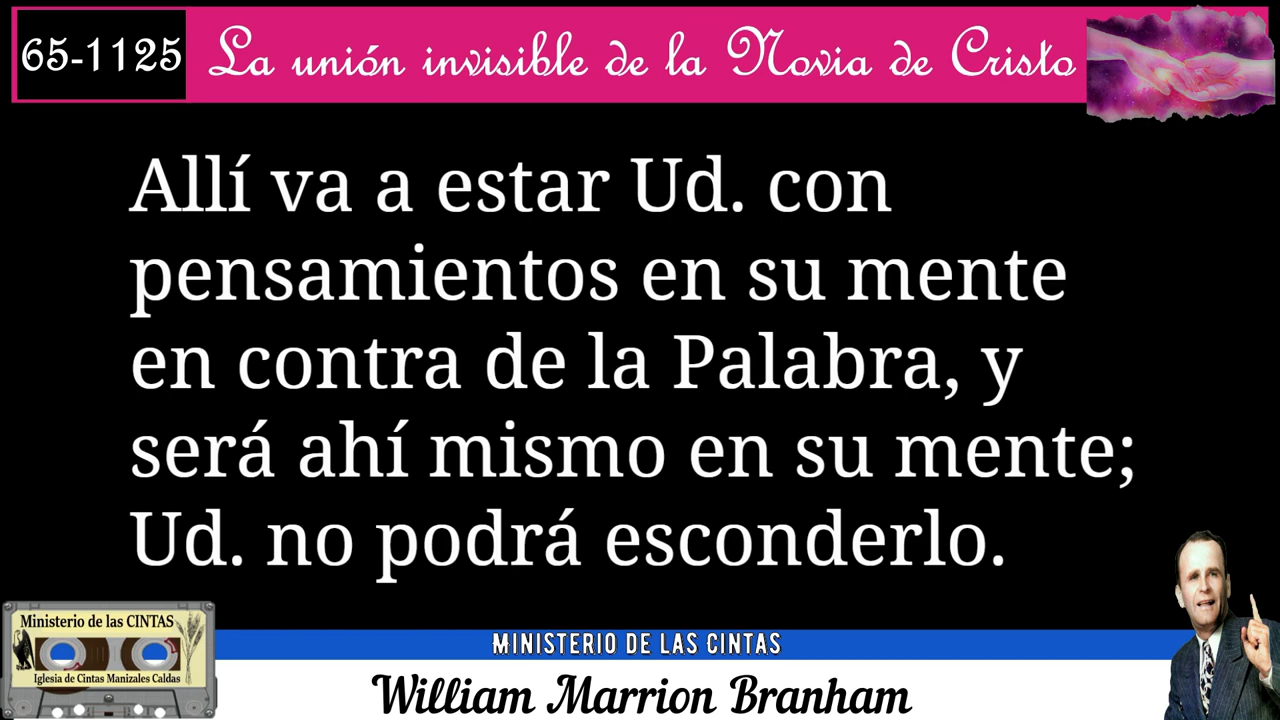 65-1125 La unión invisible de la Novia de Cristo
Allí va a estar Ud. con
pensamientos en su mente
en contra de la Palabra, y
será ahí mismo en su mente;
Ud. no podrá esconderlo.
Ministerio de las CINTAS
Iglesia de Cintas Manizales Caldas
MINISTERIO DE LAS CINTAS
William Marrion Branham